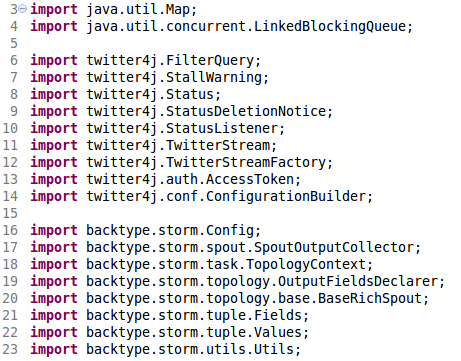 3 import java.util.Map;
4 import java.util.concurrent.LinkedBlockingQueue;
5
6 import twitter4j.FilterQuery;
7 import twitter4j.StallWarning;
8 import twitter4j.Status;
9 import twitter4j.StatusDeletionNotice;
10 import twitter4j.StatusListener;
11 import twitter4j.TwitterStream;
12 import twitter4j.TwitterStreamFactory;
13 import twitter4j.auth.AccessToken;
14 import twitter4j.conf.ConfigurationBuilder;
15
16 import backtype.storm.Config;
17 import backtype.storm.spout.SpoutOutputCollector;
18 import backtype.storm.task.TopologyContext;
19 import backtype.storm.topology.OutputFieldsDeclarer;
20 import backtype.storm.topology.base.BaseRichSpout;
21 import backtype.storm.tuple.Fields;
22 import backtype.storm.tuple.Values;
23 import backtype.storm.utils.Utils;